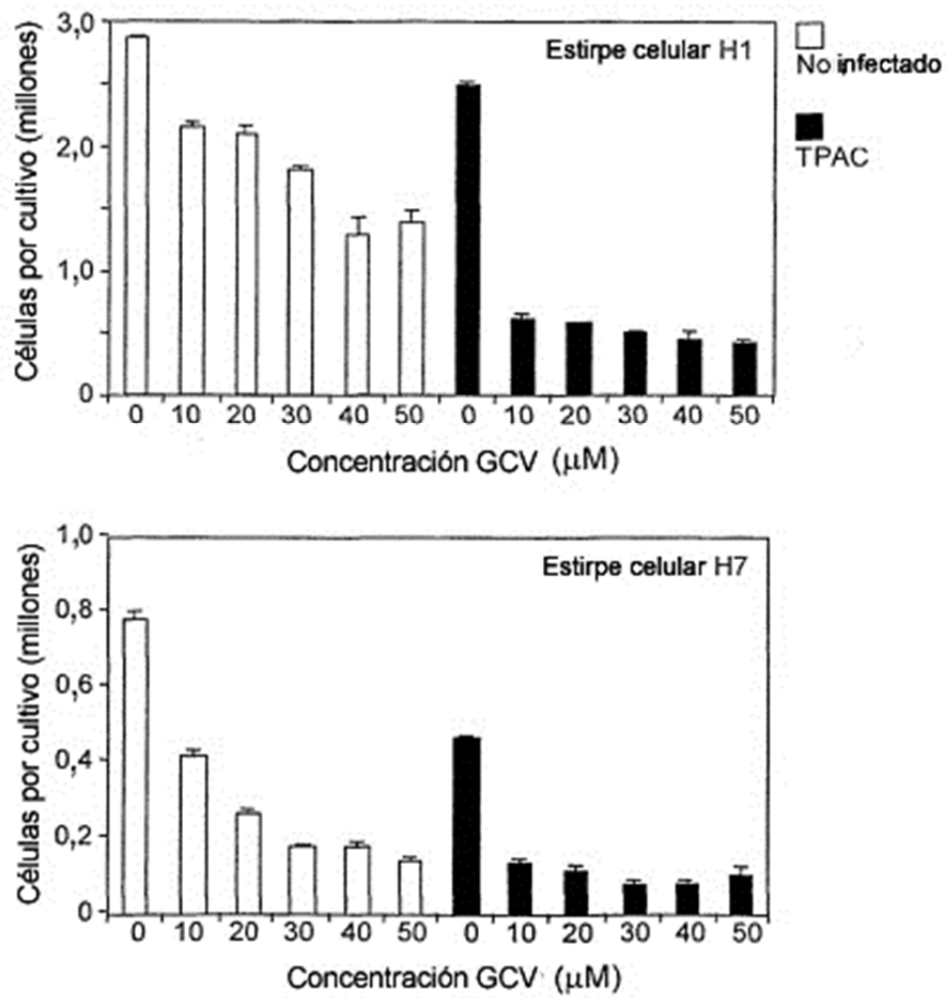 Células por cultivo (millones)
3,0
2,0
1,0
0
Estirpe celular H1
No infectado
TPAC
0 10 20 30 40 50 0 10 20 30 40 50
Concentración GCV (μM)
Células por cultivo (millones)
1,0
0,8
0,6
0,4
0,2
0
Estirpe celular H7
0 10 20 30 40 50 0 10 20 30 40 50
Concentración GCV (μM)